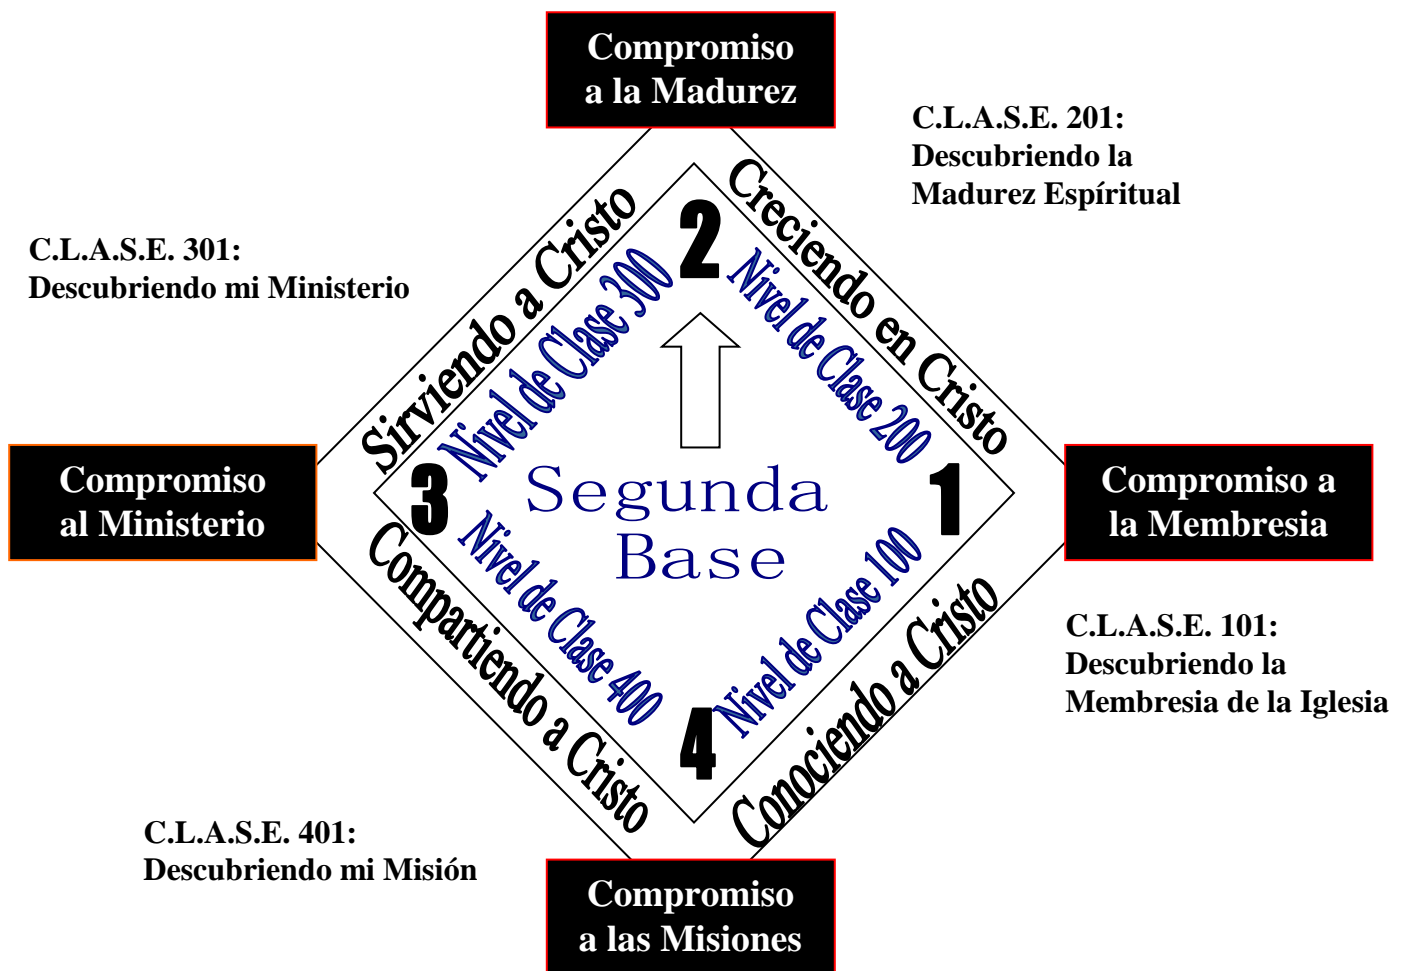 Compromiso
a la Madurez
C.L.A.S.E. 201:
Descubriendo la
Madurez Espíritual
C.L.A.S.E. 301:
Descubriendo mi Ministerio
Sirviendo a Cristo
Creciendo en Cristo
2
Nivel de Clase 300
Nivel de Clase 200
Compromiso
al Ministerio
3
Segunda
Base
1
Compromiso a
la Membresia
Nivel de Clase 400
Nivel de Clase 100
Compartiendo a Cristo
Conociendo a Cristo
4
C.L.A.S.E. 101:
Descubriendo la
Membresia de la Iglesia
C.L.A.S.E. 401:
Descubriendo mi Misión
Compromiso
a las Misiones